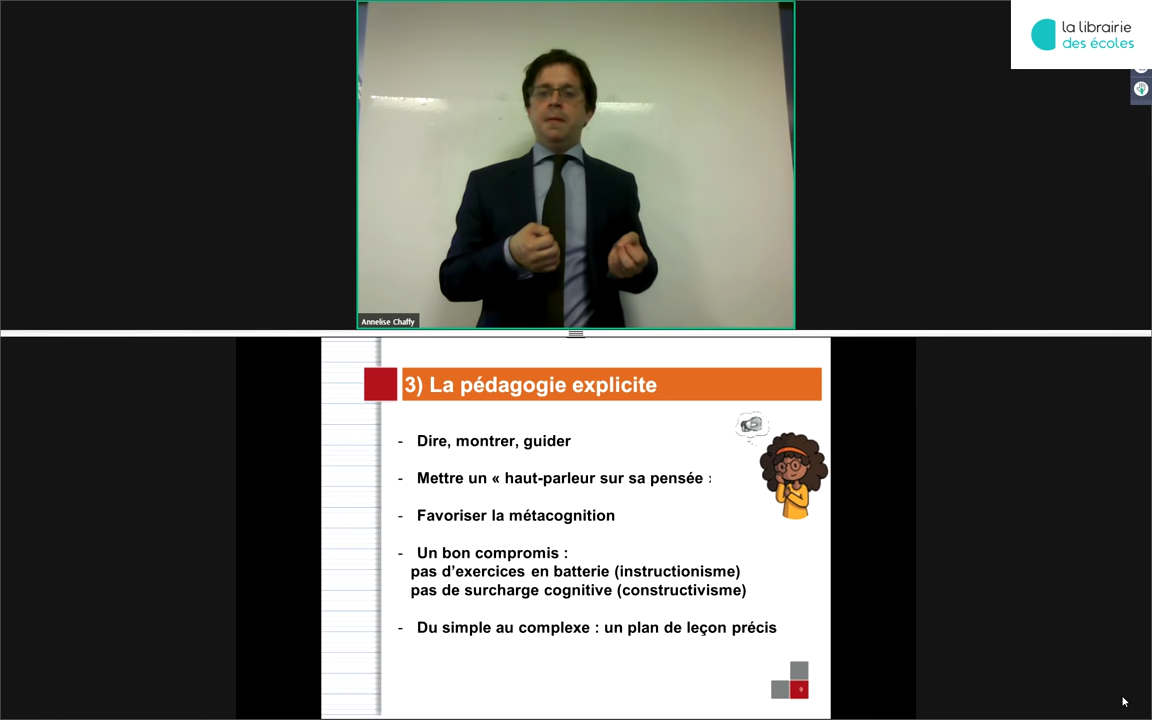 la librairie
des écoles
Annelise Chaffy
3) La pédagogie explicite
- Dire, montrer, guider
- Mettre un « haut-parleur sur sa pensée :
- Favoriser la métacognition
- Un bon compromis :
pas d'exercices en batterie (instructionisme)
pas de surcharge cognitive (constructivisme)
- Du simple au complexe : un plan de leçon précis
9